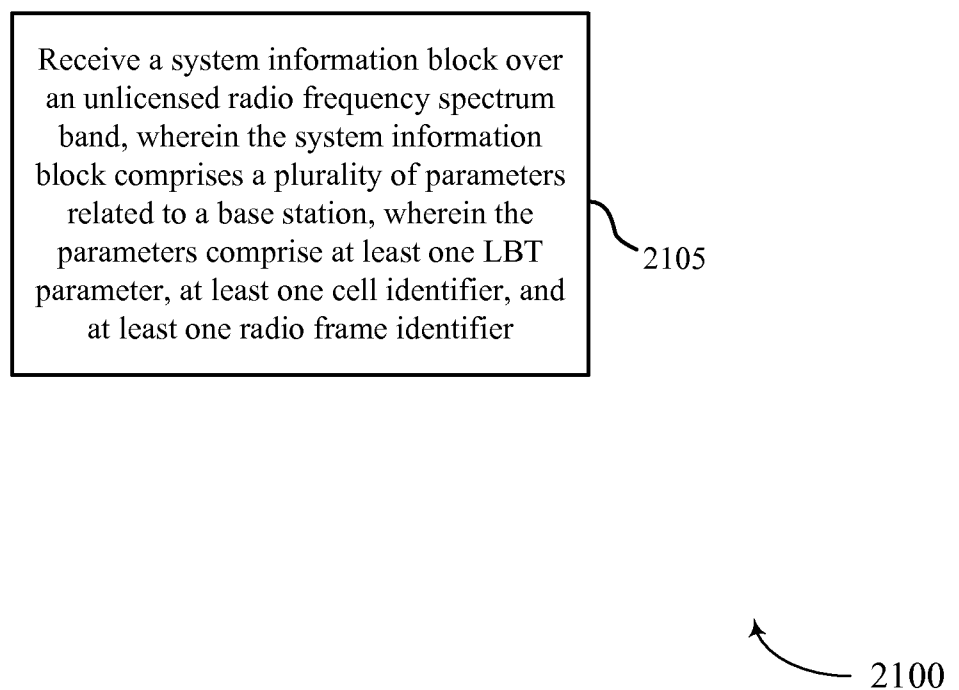 Receive a system information block over
an unlicensed radio frequency spectrum
band, wherein the system information
block comprises a plurality of parameters
related to a base station, wherein the
parameters comprise at least one LBT
parameter, at least one cell identifier, and
at least one radio frame identifier
2105
2100